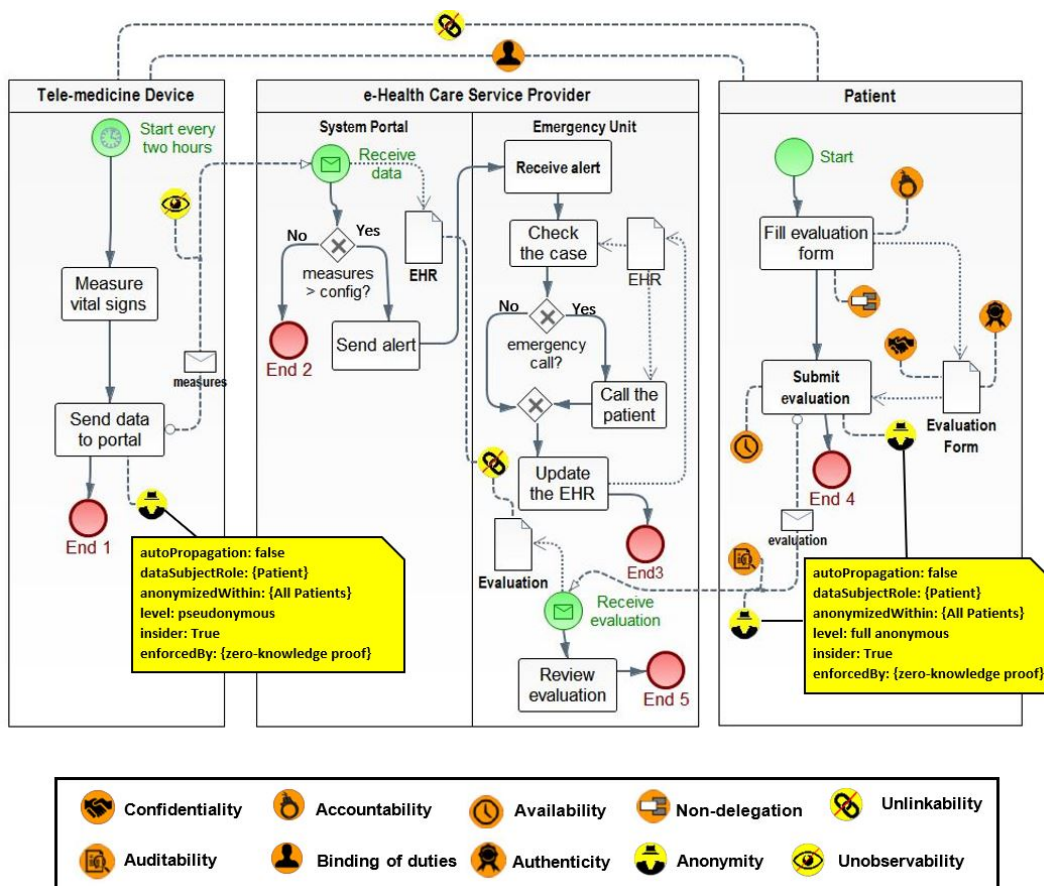 Tele-medicine Device
e-Health Care Service Provider
Patient
Start every
two hours
Measure
vital signs
measures
Send data
to portal
End 1
autoPropagation: false
dataSubjectRole: {Patient}
anonymizedWithin: {All Patients}
level: pseudonymous
insider: True
enforcedBy: {zero-knowledge proof}
System Portal
Receive
data
EHR
No
Yes
measures
> config?
End 2
Send alert
Emergency Unit
Receive alert
Check
the case
EHR
No
Yes
emergency
call?
Call the
patient
Update
the EHR
End3
Evaluation
Receive
evaluation
Review
evaluation
End 5
Start
Fill evaluation
form
Submit
evaluation
Evaluation
Form
End 4
evaluation
autoPropagation: false
dataSubjectRole: {Patient}
anonymizedWithin: {All Patients}
level: full anonymous
insider: True
enforcedBy: {zero-knowledge proof}
Confidentiality
Accountability
Availability
Non-delegation
Unlinkability
Auditability
Binding of duties
Authenticity
Anonymity
Unobservability